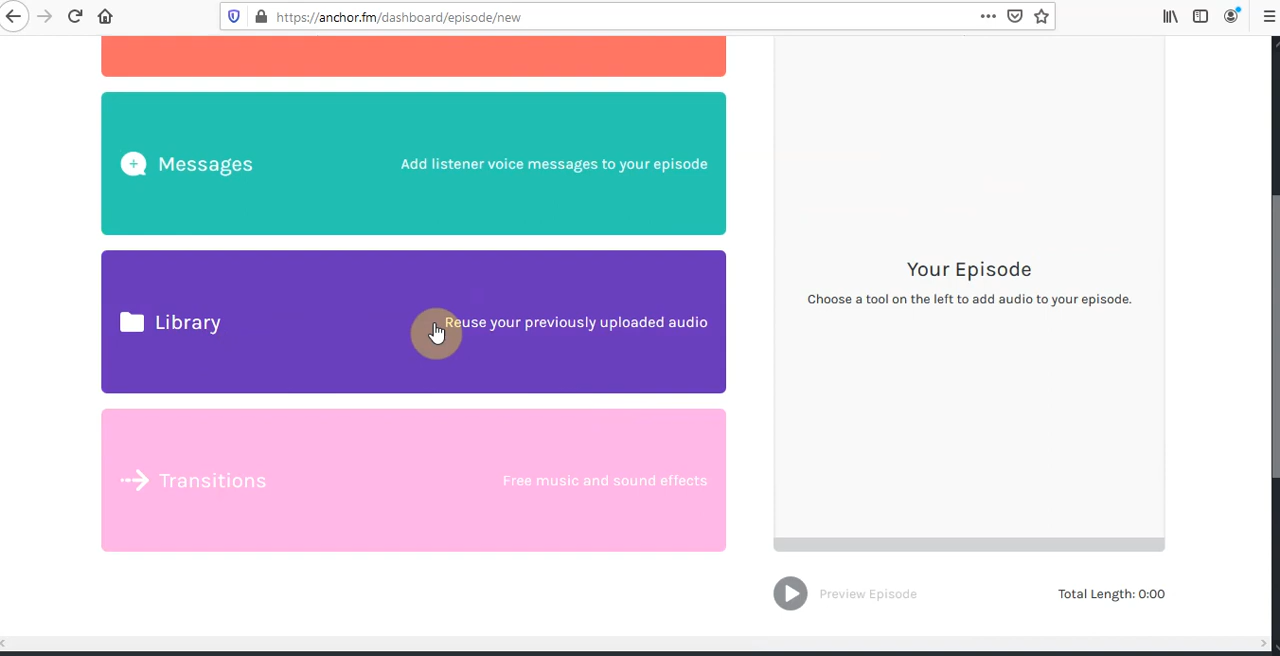 https://anchor.fm/dashboard/episode/new
Messages
Add listener voice messages to your episode
Library
Reuse your previously uploaded audio
Transitions
Free music and sound effects
Your Episode
Choose a tool on the left to add audio to your episode.
Preview Episode
Total Length: 0:00